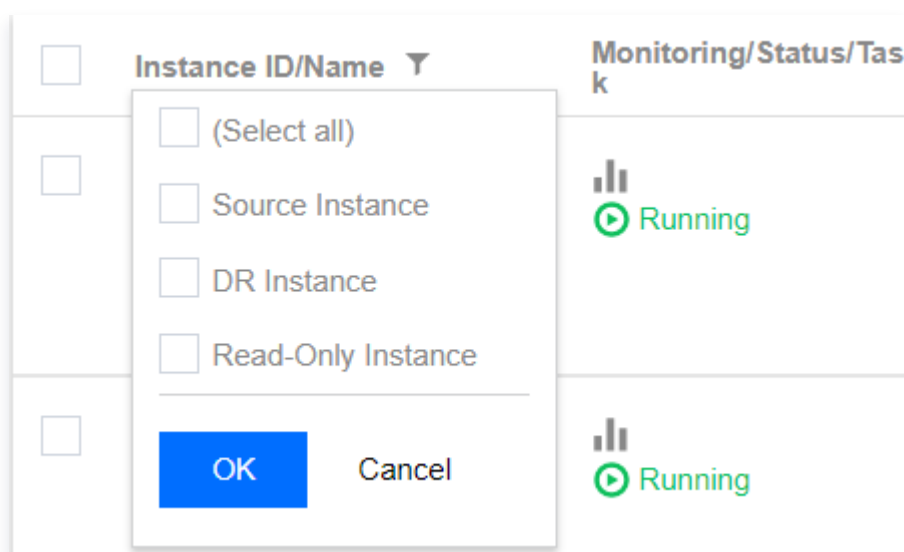 Instance ID/Name
Monitoring/Status/Tas
k
(Select all)
Source Instance
DR Instance
Read-Only Instance
OK
Cancel
Running
Running